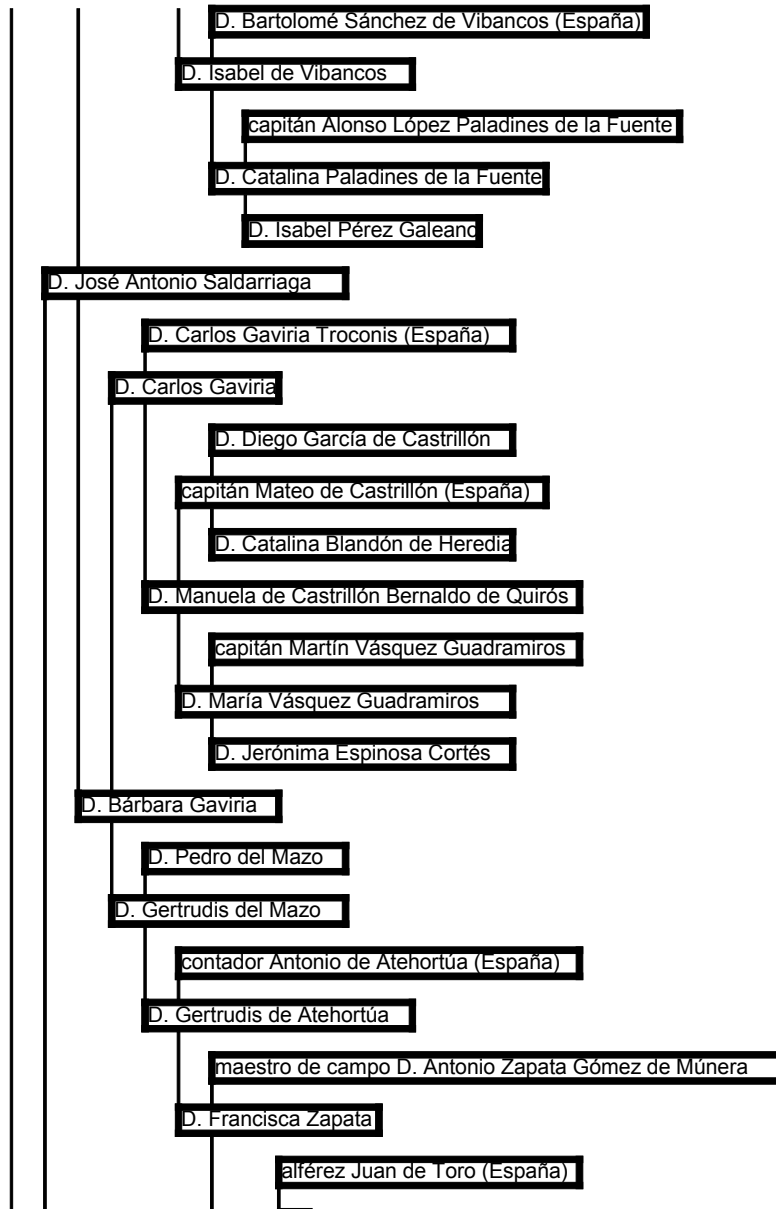 D. Bartolomé Sánchez de Vibancos (España)
D. Isabel de Vibancos
capitán Alonso López Paladines de la Fuente
D. Catalina Paladines de la Fuente
D. Isabel Pérez Galeano
D. José Antonio Saldarriaga
D. Carlos Gaviria Troconis (España)
D. Carlos Gaviria
D. Diego García de Castrillón
capitán Mateo de Castrillón (España)
D. Catalina Blandón de Heredia
D. Manuela de Castrillón Bernaldo de Quirós
capitán Martín Vásquez Guadramiros
D. María Vásquez Guadramiros
D. Jerónima Espinosa Cortés
D. Bárbara Gaviria
D. Pedro del Mazo
D. Gertrudis del Mazo
contador Antonio de Atehortúa (España)
D. Gertrudis de Atehortúa
maestro de campo D. Antonio Zapata Gómez de Múnera
D. Francisca Zapata
alférez Juan de Toro (España)